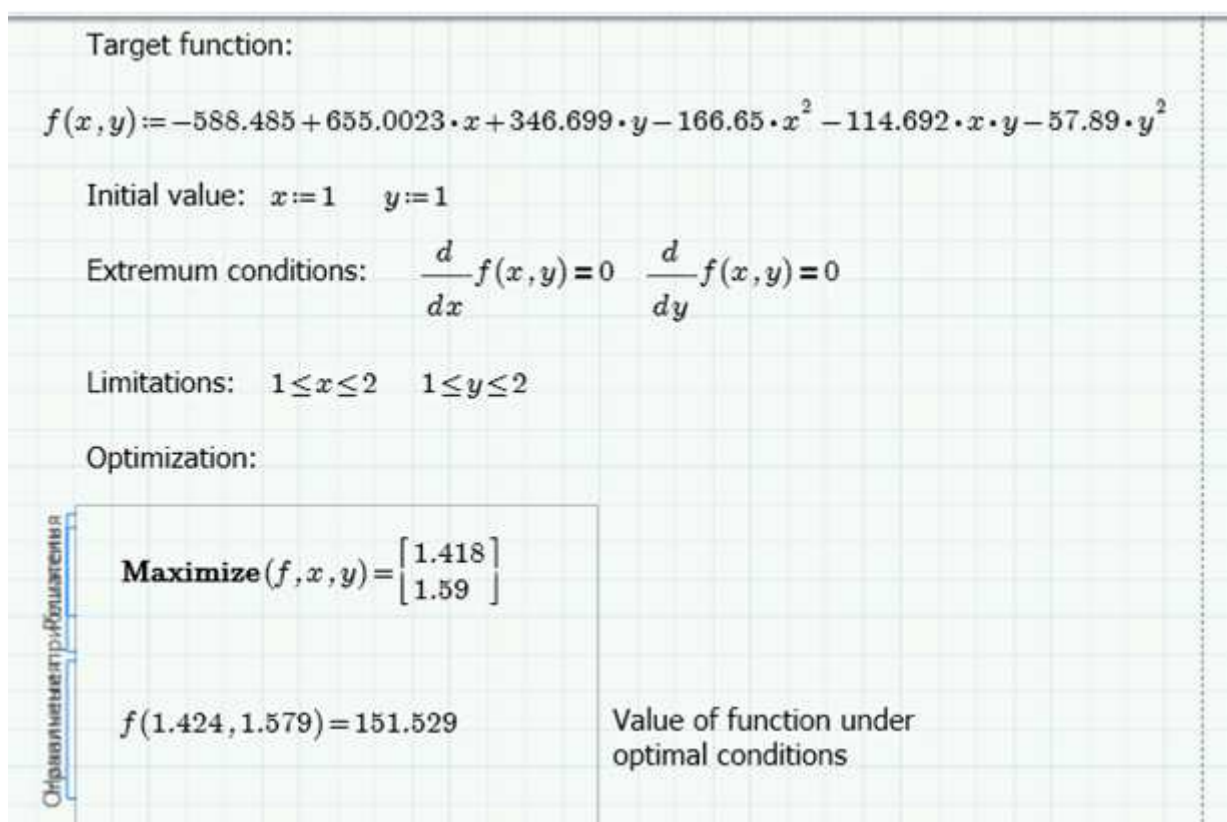 Target function:
f(x,y):=-588.485+655.0023·x+346.699·y-166.65·x²-114.692·x·y-57.89·y²
Initial value: x:=1 y:=1
Extremum conditions: d/dx f(x,y)=0 d/dy f(x,y)=0
Limitations: 1≤x≤2 1≤y≤2
Optimization:
Maximize(f,x,y)=[1.418
1.59]
f(1.424,1.579)=151.529
Value of function under
optimal conditions